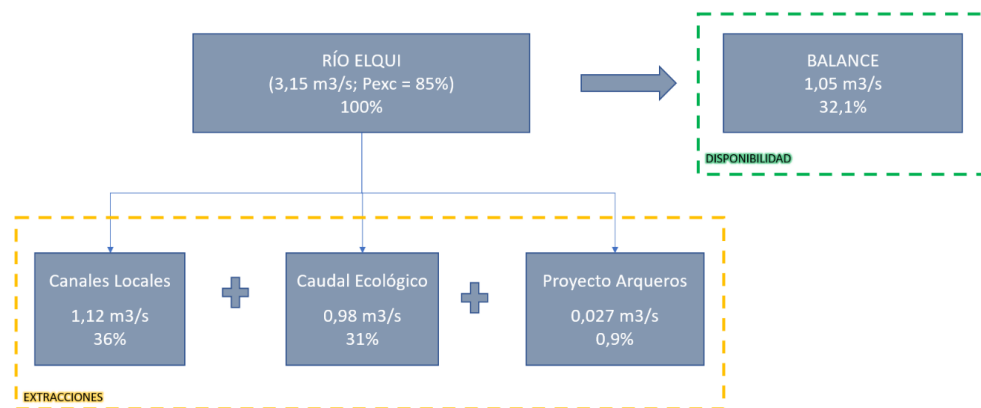 RÍO ELQUI
(3,15 m3/s; Pexc = 85%)
100%
BALANCE
1,05 m3/s
32,1%
DISPONIBILIDAD
Canales Locales
1,12 m3/s
36%
Caudal Ecológico
0,98 m3/s
31%
Proyecto Arqueros
0,027 m3/s
0,9%
EXTRACCIONES